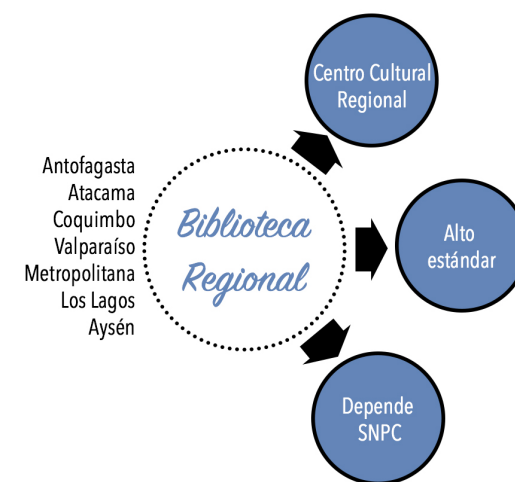 Centro Cultural
Regional
Antofagasta
Atacama
Coquimbo
Valparaíso
Metropolitana
Los Lagos
Aysén
Biblioteca
Regional
Alto
estándar
Depende
SNPC